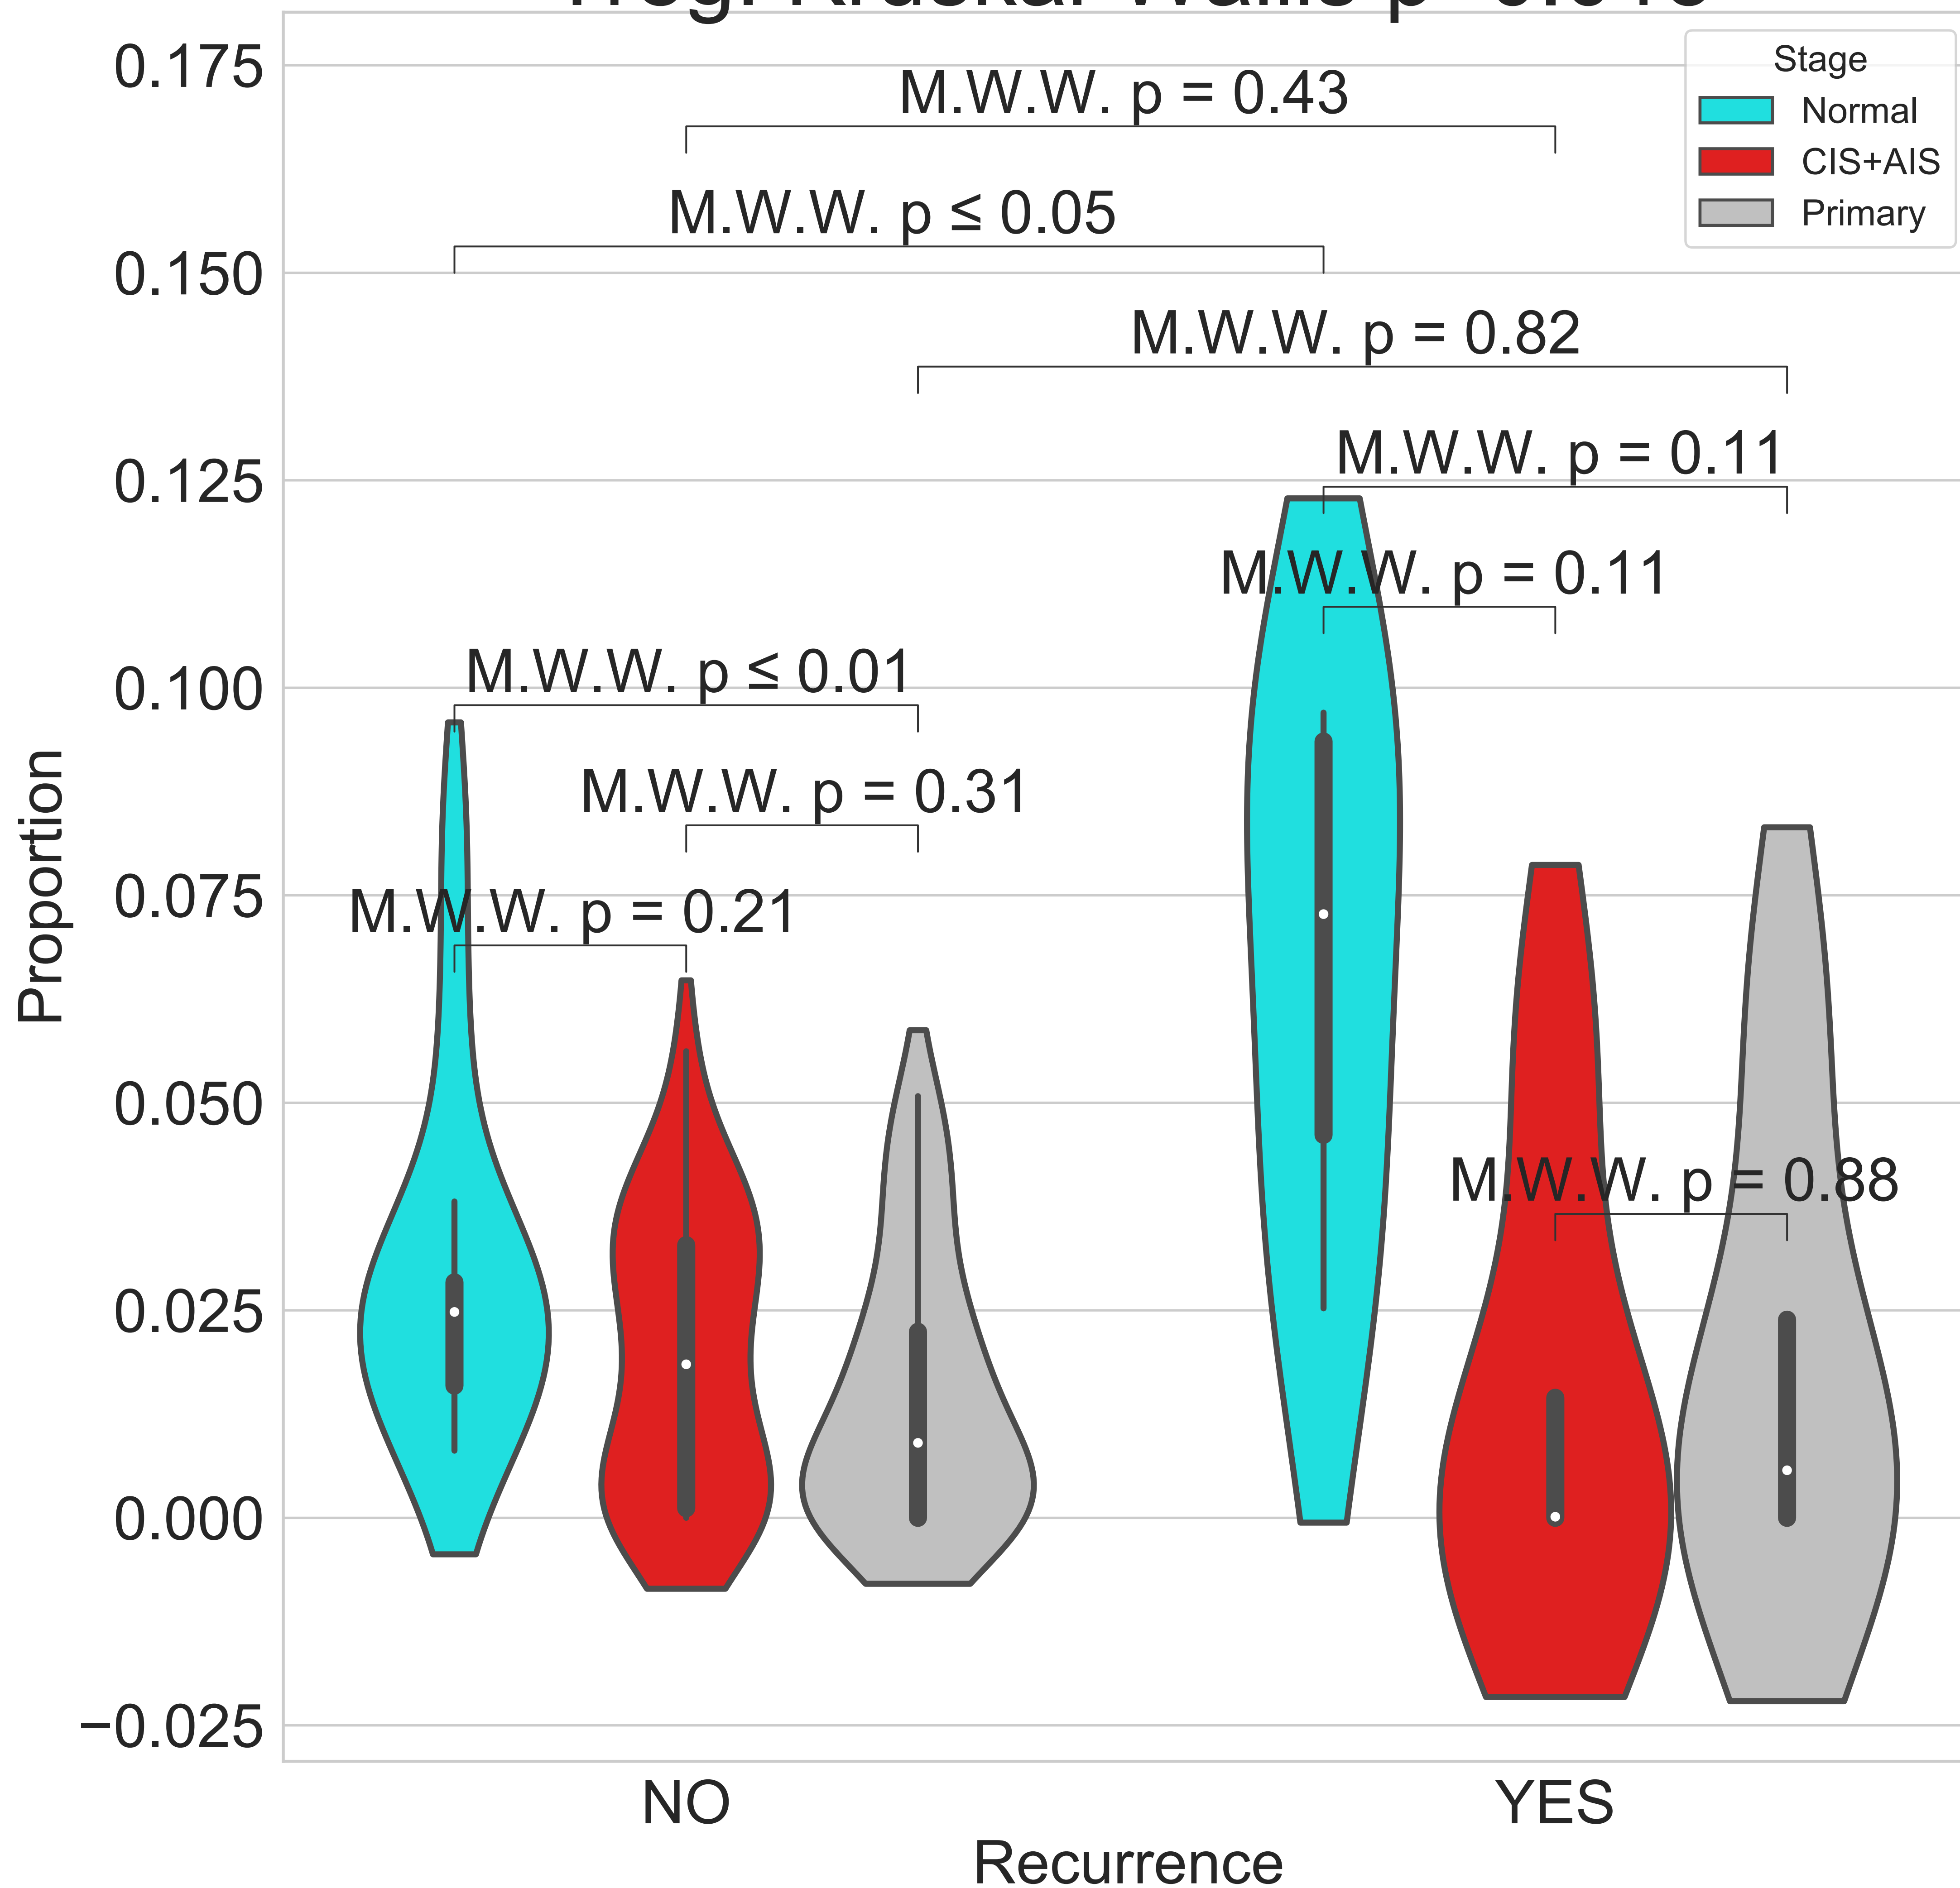 0.175
0.150
0.125
0.100
0.075
0.050
0.025
0.000
−0.025
Proportion
M.W.W. p = 0.43
M.W.W. p ≤ 0.05
M.W.W. p = 0.82
M.W.W. p = 0.11
M.W.W. p = 0.11
M.W.W. p ≤ 0.01
M.W.W. p = 0.31
M.W.W. p = 0.21
M.W.W. p = 0.88
Stage
Normal
CIS+AIS
Primary
NO
YES
Recurrence